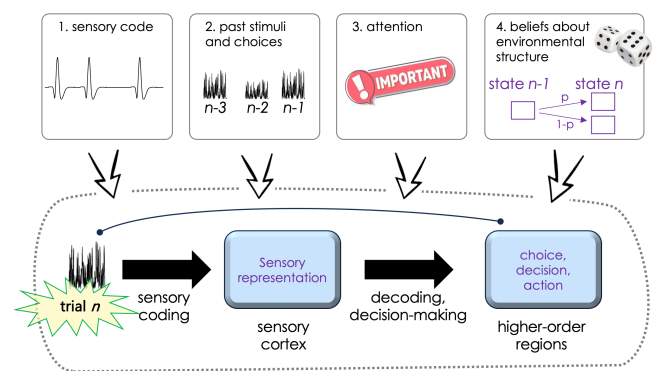 1. sensory code
2. past stimuli
and choices
n-3
n-2
n-1
3. attention
! IMPORTANT
4. beliefs about
environmental
structure
state n-1
state n
p
1-p
trial n
sensory
coding
Sensory
representation
sensory
cortex
decoding,
decision-making
choice,
decision,
action
higher-order
regions